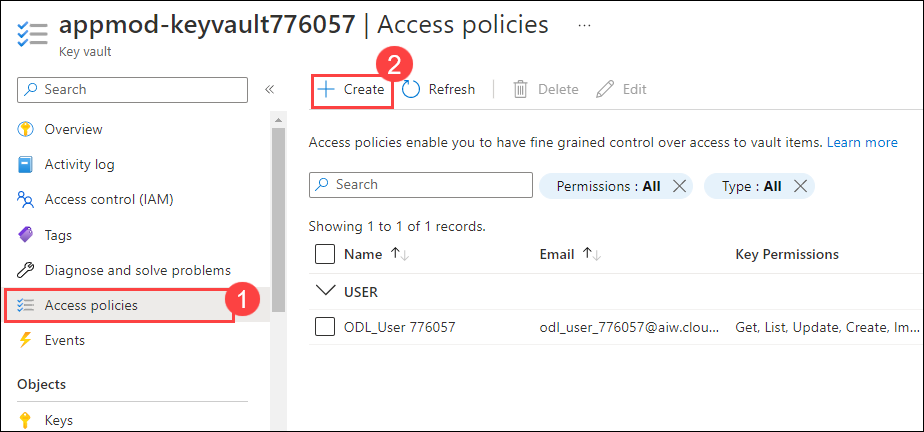 appmod-keyvault776057 | Access policies ...
Key vault
Search «
Overview
Activity log
Access control (IAM)
Tags
Diagnose and solve problems
Access policies 1
Events
Objects
Keys
2
Create Refresh Delete Edit
Access policies enable you to have fine grained control over access to vault items. Learn more
Search Permissions : All Type : All
Showing 1 to 1 of 1 records.
Name Email Key Permissions
USER
ODL_User 776057 odl_user_776057@aiw.clou... Get, List, Update, Create, Im...